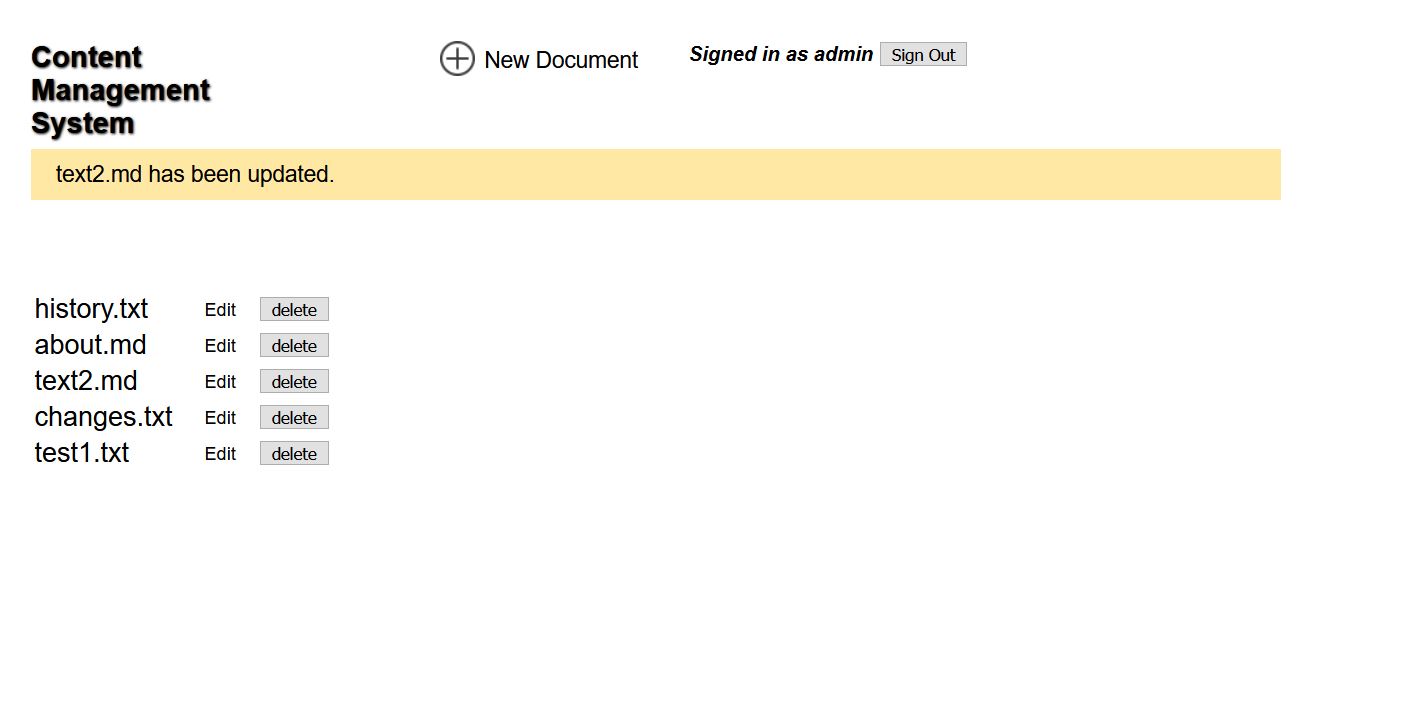 Content
Management
System
New Document
Signed in as admin Sign Out
text2.md has been updated.
history.txt Edit delete
about.md Edit delete
text2.md Edit delete
changes.txt Edit delete
test1.txt Edit delete